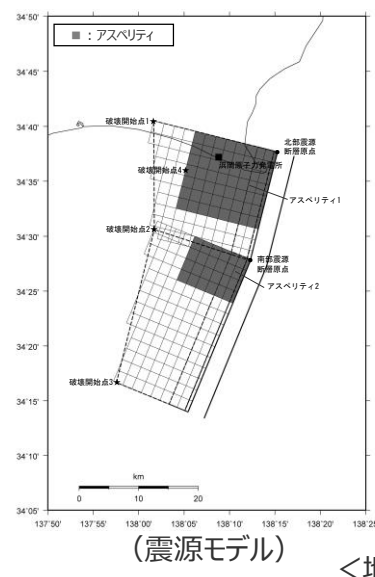 34˚50'
■ : アスペリティ
34˚45'
破壊開始点1
34˚40'
北部震源
断層原点
浜岡原子力発電所
破壊開始点4
34˚35'
アスペリティ1
34˚30'
破壊開始点2
南部震源
断層原点
34˚25'
アスペリティ2
34˚20'
破壊開始点3
34˚15'
km
34˚10'
0 10 20
34˚05'
137˚50' 137˚55' 138˚00' 138˚05' 138˚10' 138˚15' 138˚20' 138˚25'
（震源モデル）
＜地